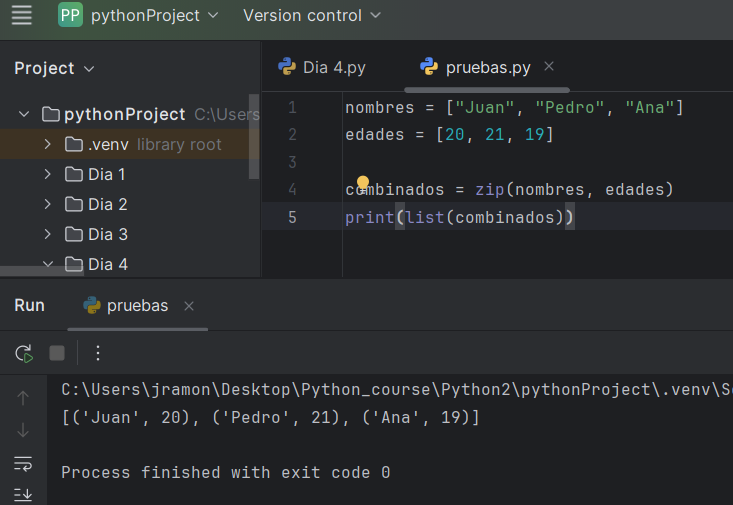 PP pythonProject Version control
Project
Dia 4.py pruebas.py
pythonProject C:\Users
.venv library root
Dia 1
Dia 2
Dia 3
Dia 4
1 nombres = ["Juan", "Pedro", "Ana"]
2 edades = [20, 21, 19]
3
4 combinados = zip(nombres, edades)
5 print(list(combinados))
Run pruebas
C:\Users\jramon\Desktop\Python_course\Python2\pythonProject\.venv\Sc
[('Juan', 20), ('Pedro', 21), ('Ana', 19)]
Process finished with exit code 0